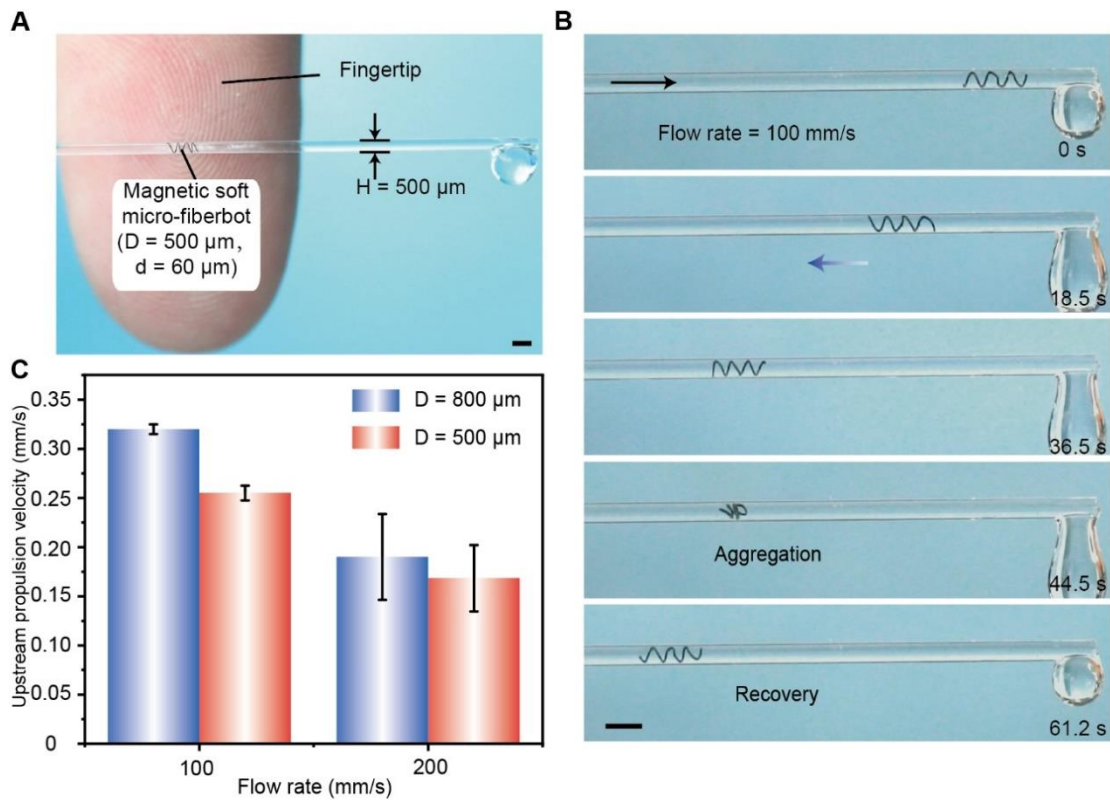 A
Fingertip
H = 500 µm
Magnetic soft
micro-fiberbot
(D = 500 µm,
d = 60 µm)
B
Flow rate = 100 mm/s
0 s
18.5 s
36.5 s
Aggregation
44.5 s
Recovery
61.2 s
C
Upstream propulsion velocity (mm/s)
0.35
0.30
0.25
0.20
0.15
0.10
0.05
0
D = 800 µm
D = 500 µm
100
200
Flow rate (mm/s)